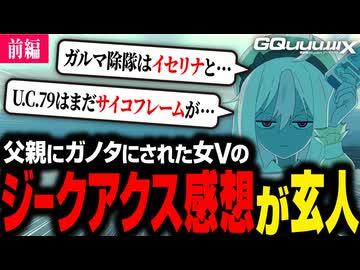 前編
GQuuuuuuX
ガルマ除隊はイセリナと…
U.C.79はまだサイコフレームが…
父親にガノタにされた女Vの
ジークアクス感想が玄人